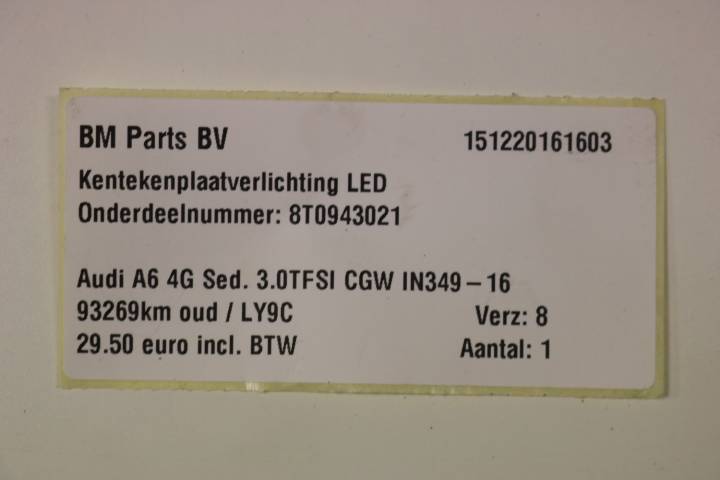 BM Parts BV 151220161603
Kentekenplaatverlichting LED
Onderdeelnummer: 8T0943021
Audi A6 4G Sed. 3.0TFSI CGW IN349-16
93269km oud / LY9C Verz: 8
29.50 euro incl. BTW Aantal: 1